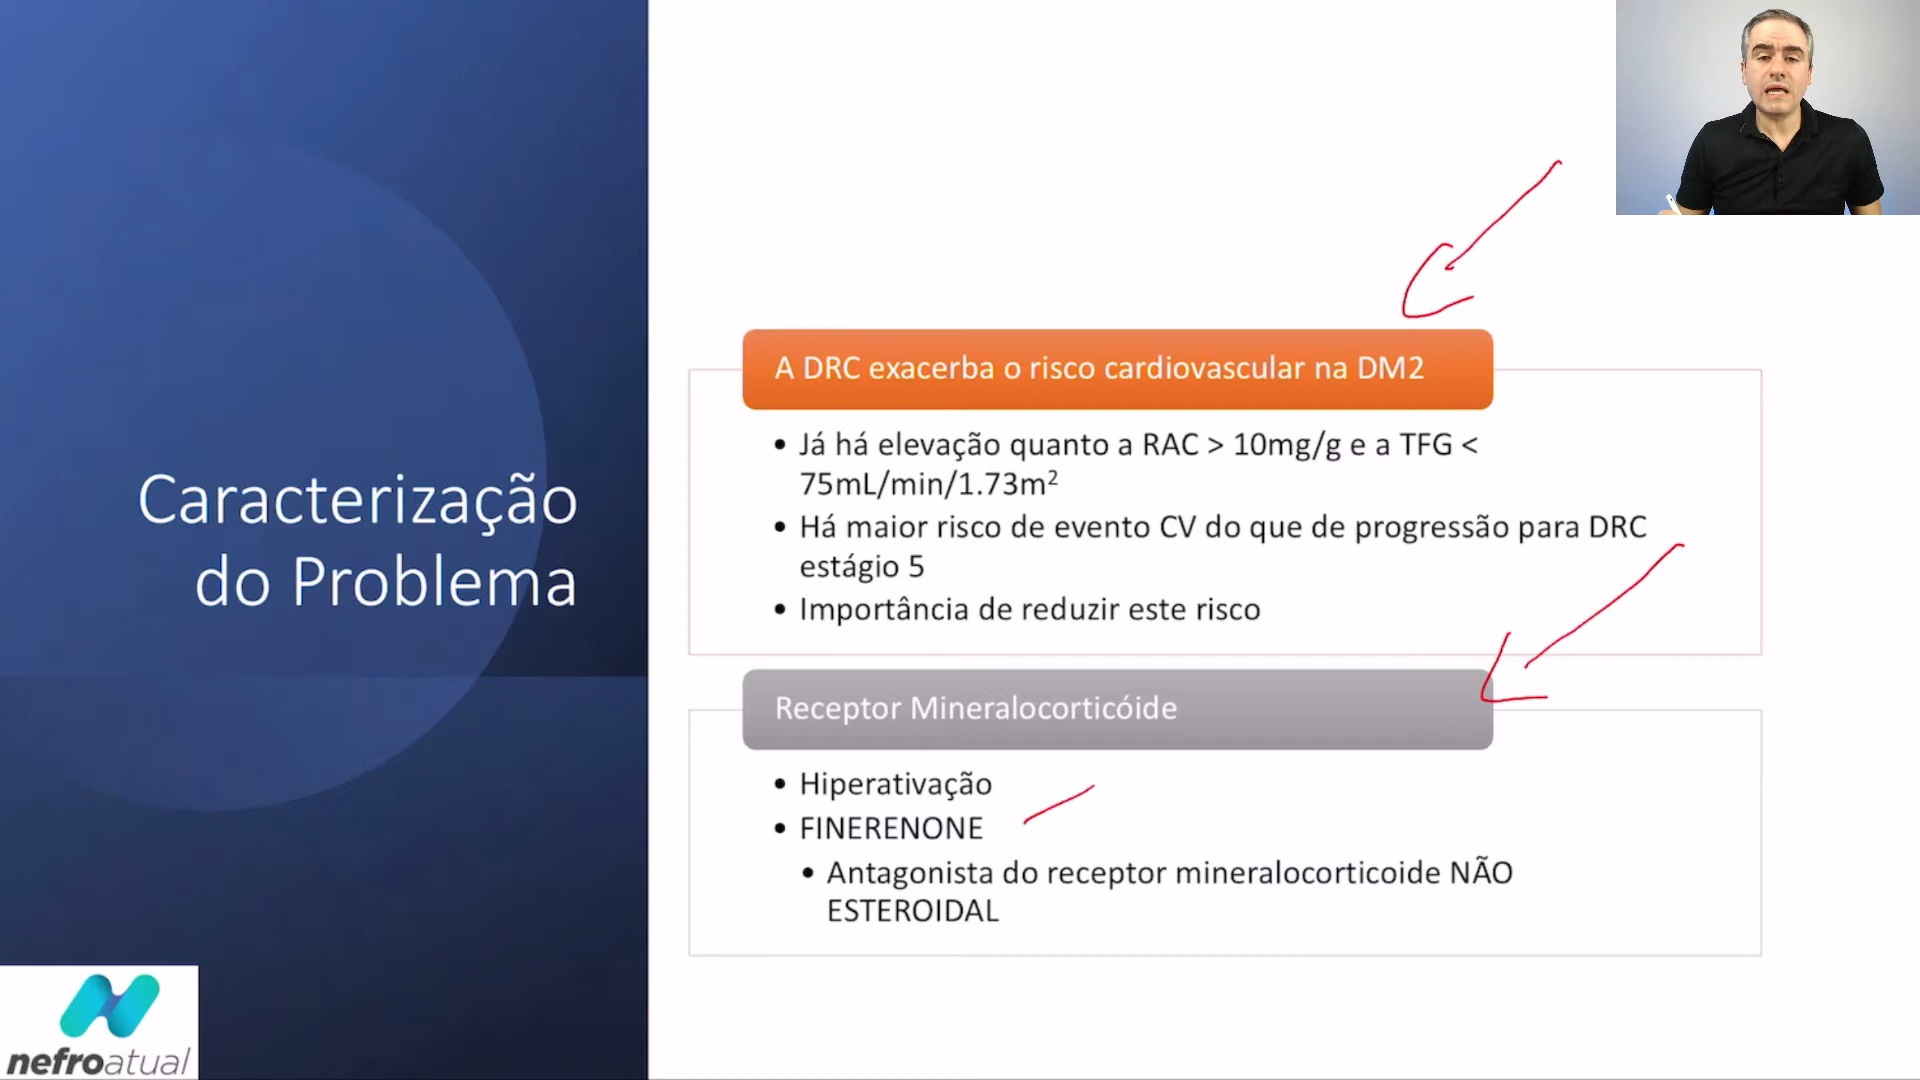 Caracterização
do Problema
A DRC exacerba o risco cardiovascular na DM2
• Já há elevação quanto a RAC > 10mg/g e a TFG <
75mL/min/1.73m²
• Há maior risco de evento CV do que de progressão para DRC
estágio 5
• Importância de reduzir este risco
Receptor Mineralocorticóide
• Hiperativação
• FINERENONE
• Antagonista do receptor mineralocorticoide NÃO
ESTEROIDAL
nefroatual